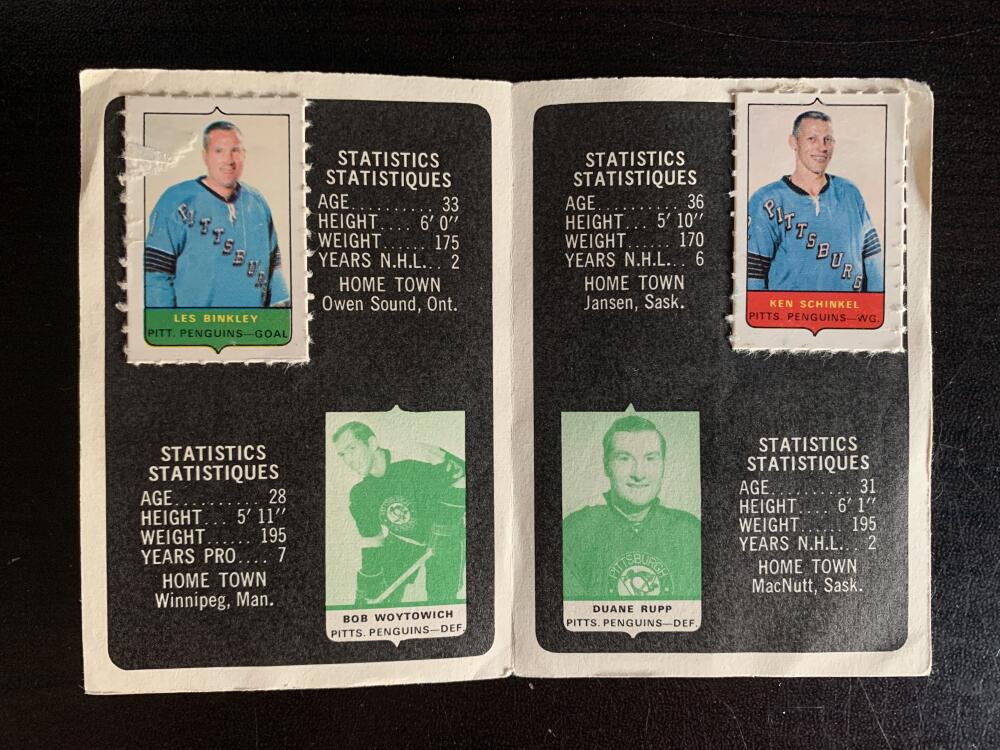 PITTSBURG
LES BINKLEY
PITT. PENGUINS—GOAL
STATISTICS
STATISTIQUES
AGE.......... 33
HEIGHT.... 6′ 0″
WEIGHT...... 175
YEARS N.H.L... 2
HOME TOWN
Owen Sound, Ont.
STATISTICS
STATISTIQUES
AGE.......... 28
HEIGHT... 5′ 11″
WEIGHT...... 195
YEARS PRO.... 7
HOME TOWN
Winnipeg, Man.
BOB WOYTOWICH
PITTS. PENGUINS—DEF.
STATISTICS
STATISTIQUES
AGE.......... 36
HEIGHT... 5′ 10″
WEIGHT...... 170
YEARS N.H.L... 6
HOME TOWN
Jansen, Sask.
PITTSBURG
KEN SCHINKEL
PITTS. PENGUINS—WG.
PITTSBURGH
DUANE RUPP
PITTS. PENGUINS—DEF.
STATISTICS
STATISTIQUES
AGE.......... 31
HEIGHT.... 6′ 1″
WEIGHT...... 195
YEARS N.H.L... 2
HOME TOWN
MacNutt, Sask.